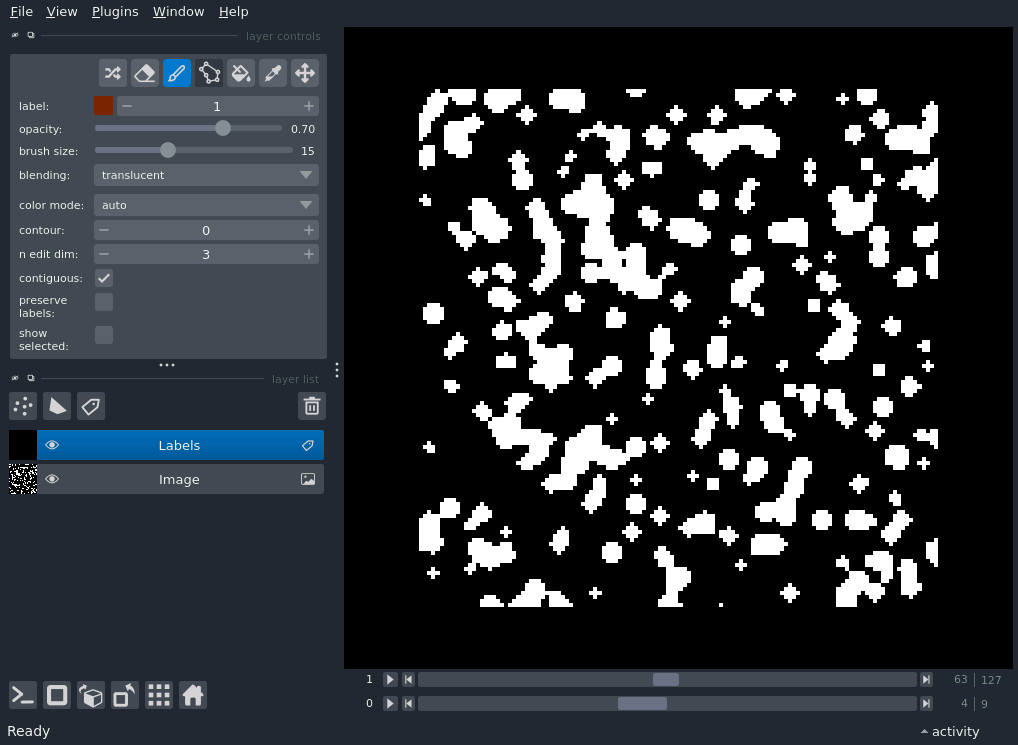 File View Plugins Window Help
layer controls
label: 1
opacity: 0.70
brush size: 15
blending: translucent
color mode: auto
contour: 0
n edit dim: 3
contiguous:
preserve
labels:
show
selected:
layer list
Labels
Image
1 63 127
0 4 9
Ready activity